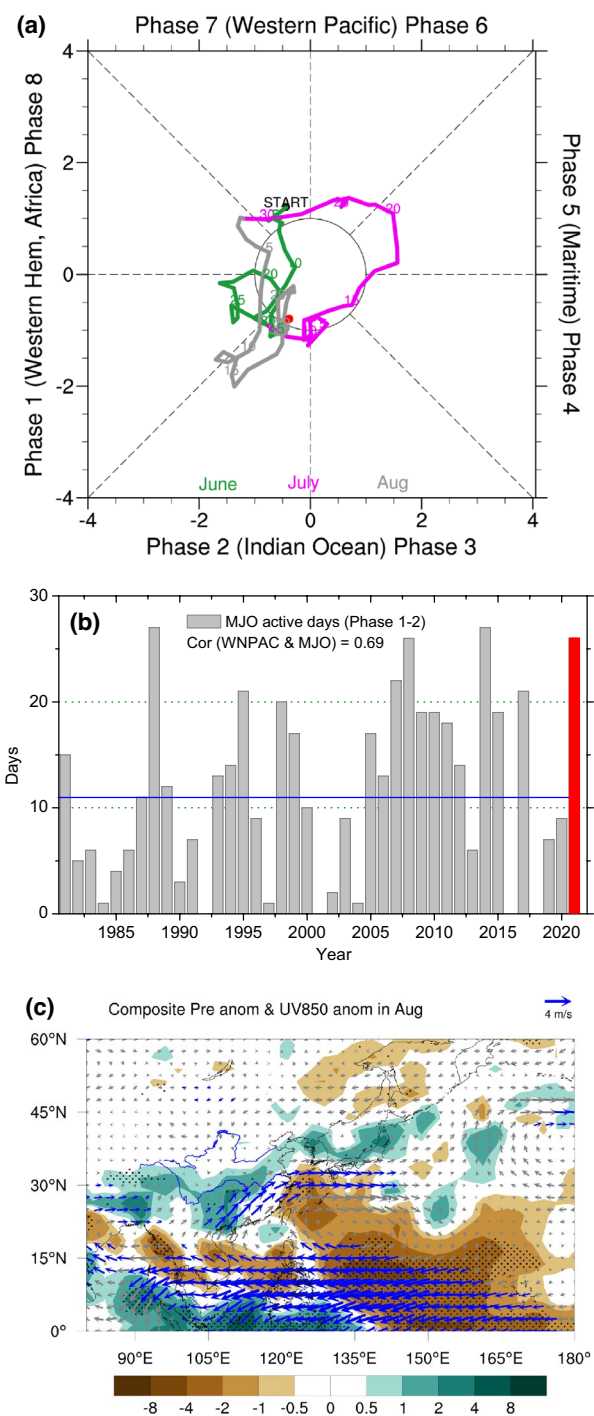 (a)
Phase 7 (Western Pacific) Phase 6
Phase 1 (Western Hem, Africa) Phase 8
Phase 5 (Maritime) Phase 4
4
2
0
-2
-4
START
30
20
5
20
25
15
10
15
June
July
Aug
-4
-2
0
2
4
Phase 2 (Indian Ocean) Phase 3
(b)
MJO active days (Phase 1-2)
Cor (WNPAC & MJO) = 0.69
Days
30
20
10
0
1985
1990
1995
2000
2005
2010
2015
2020
Year
(c)
Composite Pre anom & UV850 anom in Aug
4 m/s
60°N
45°N
30°N
15°N
0°
90°E
105°E
120°E
135°E
150°E
165°E
180°
-8
-4
-2
-1
-0.5
0
0.5
1
2
4
8